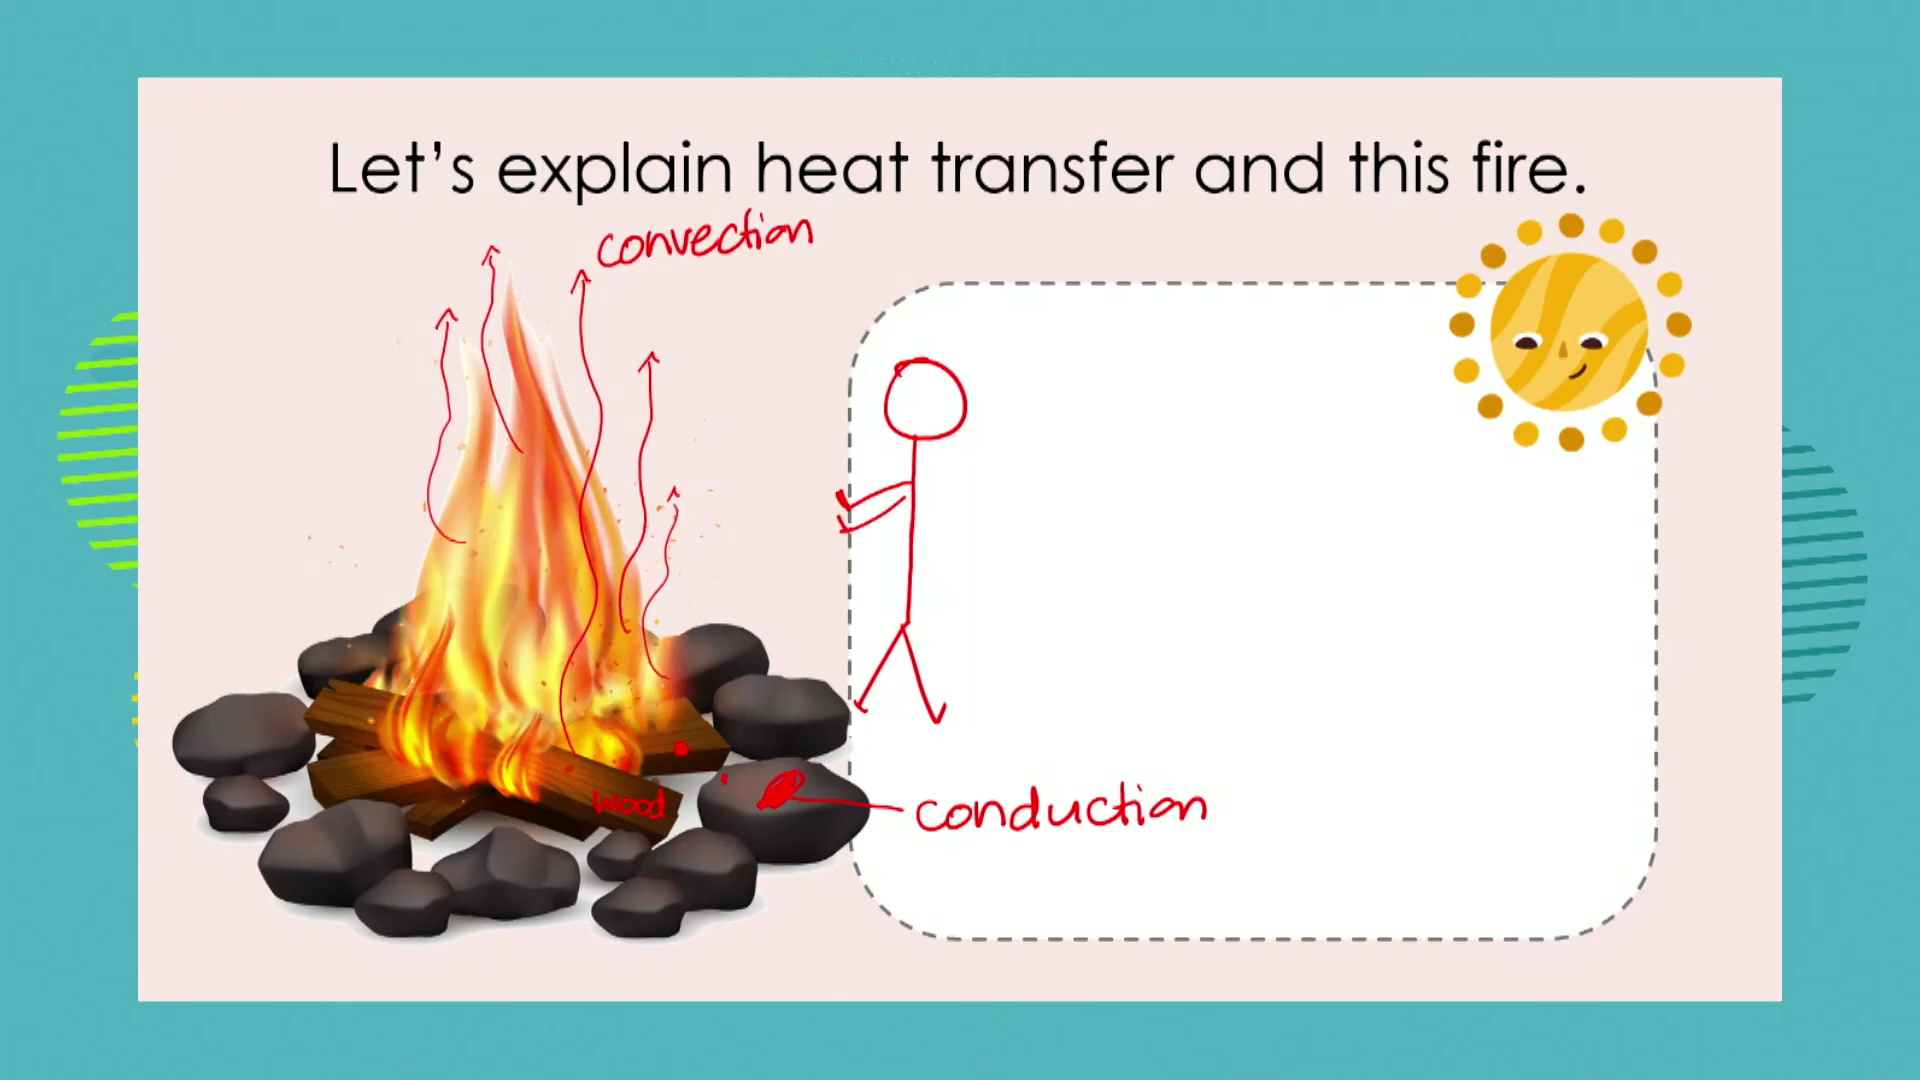 Let’s explain heat transfer and this fire.
convection
wood
conduction